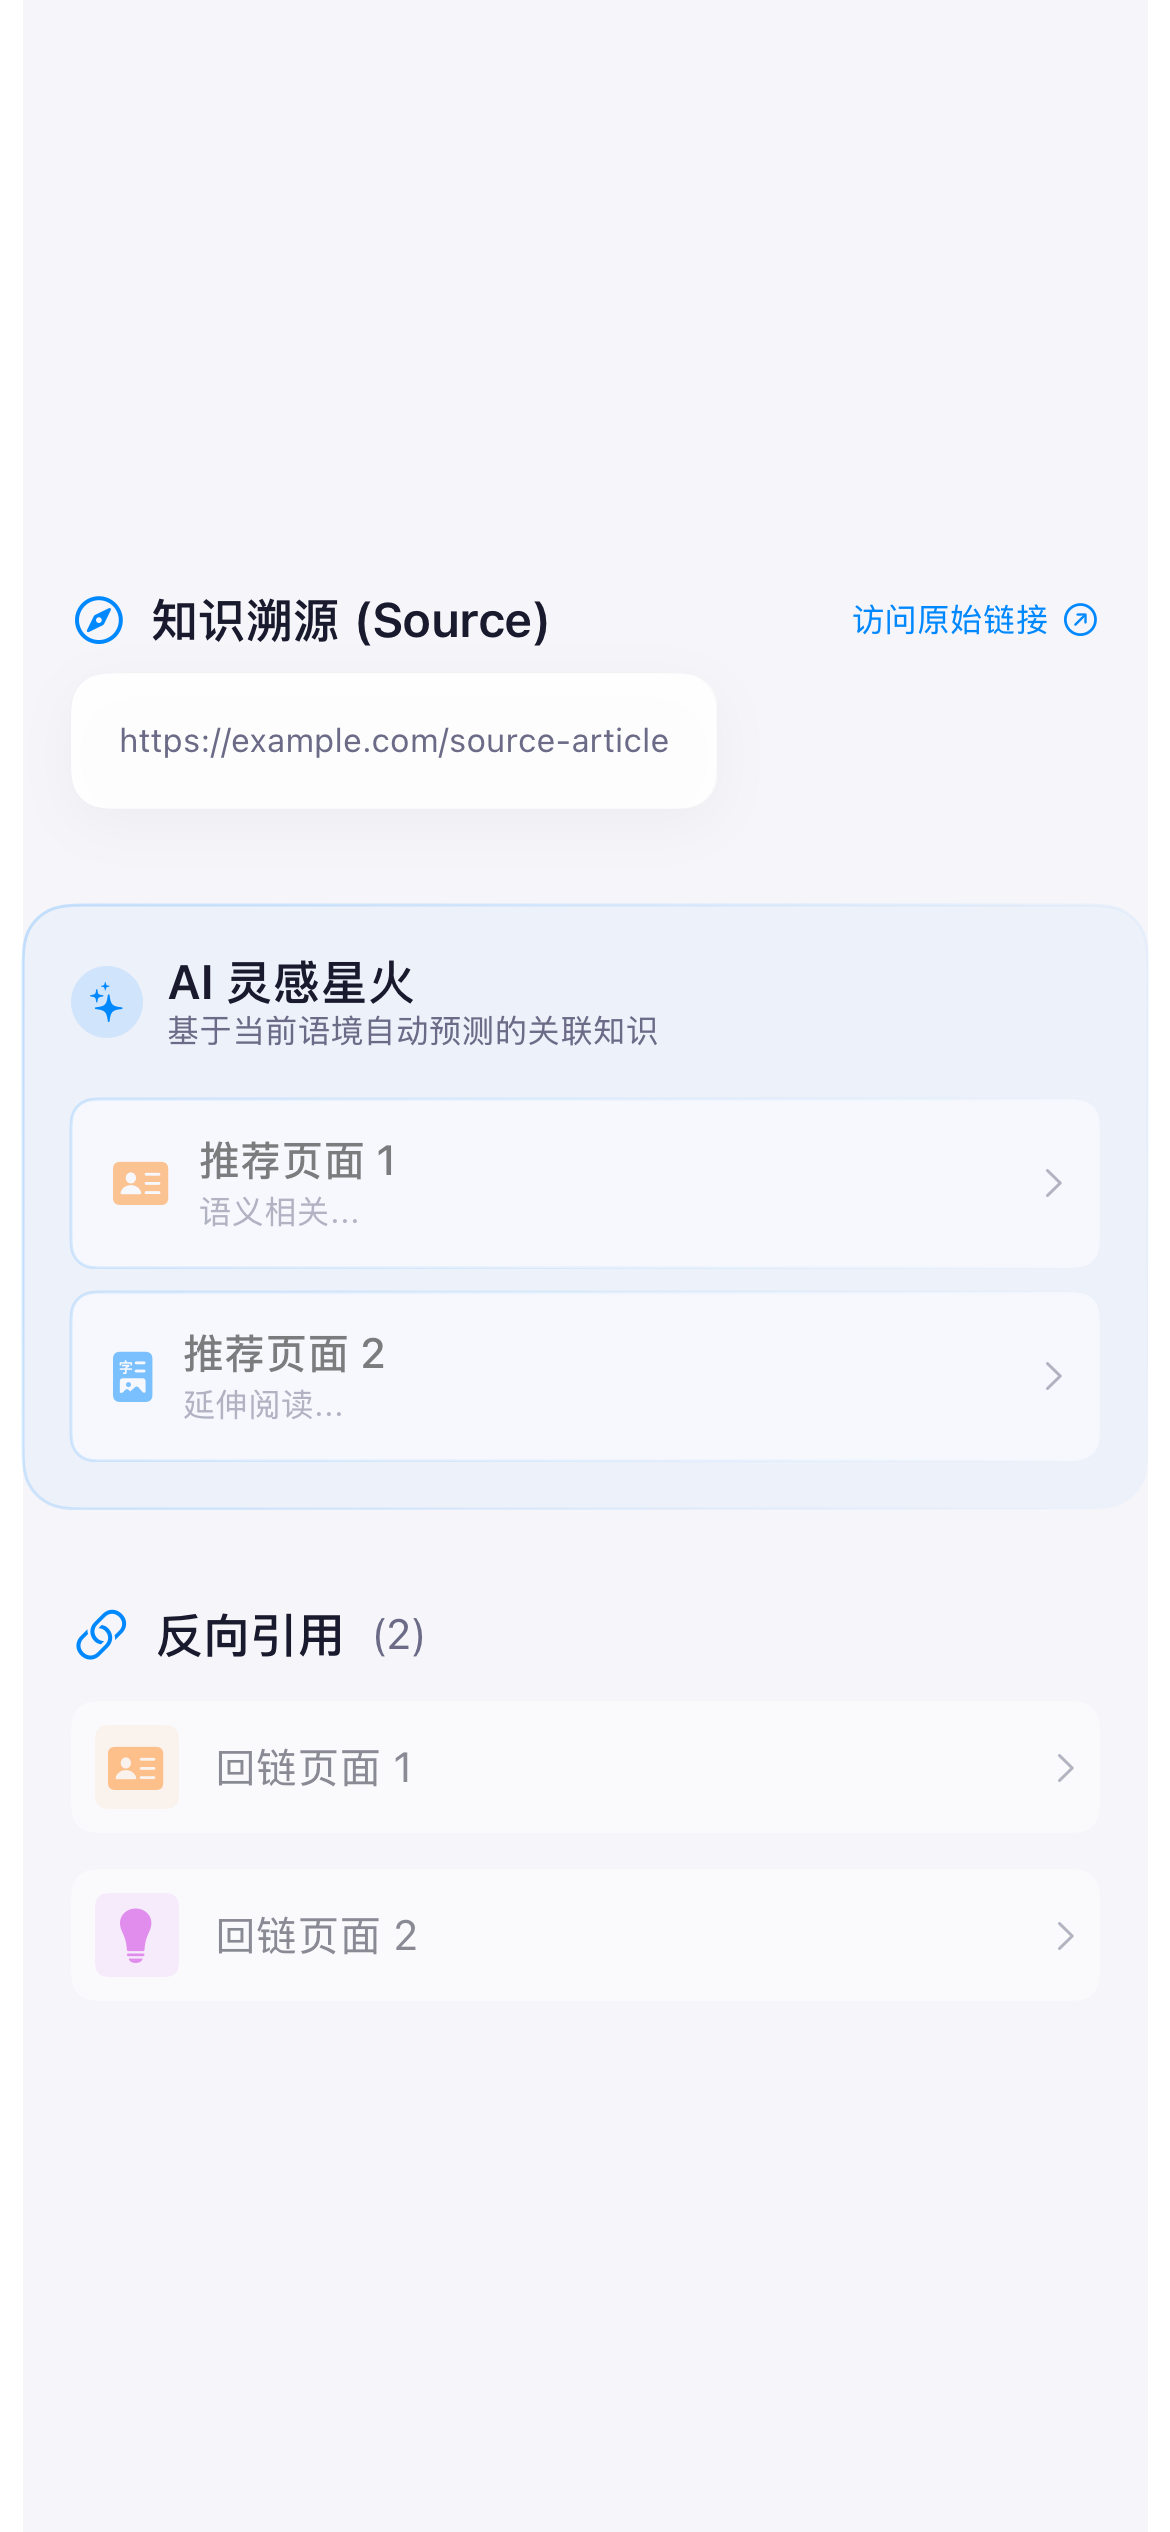 知识溯源 (Source)
访问原始链接
https://example.com/source-article
AI 灵感星火
基于当前语境自动预测的关联知识
推荐页面 1
语义相关...
字
推荐页面 2
延伸阅读...
反向引用 (2)
回链页面 1
回链页面 2